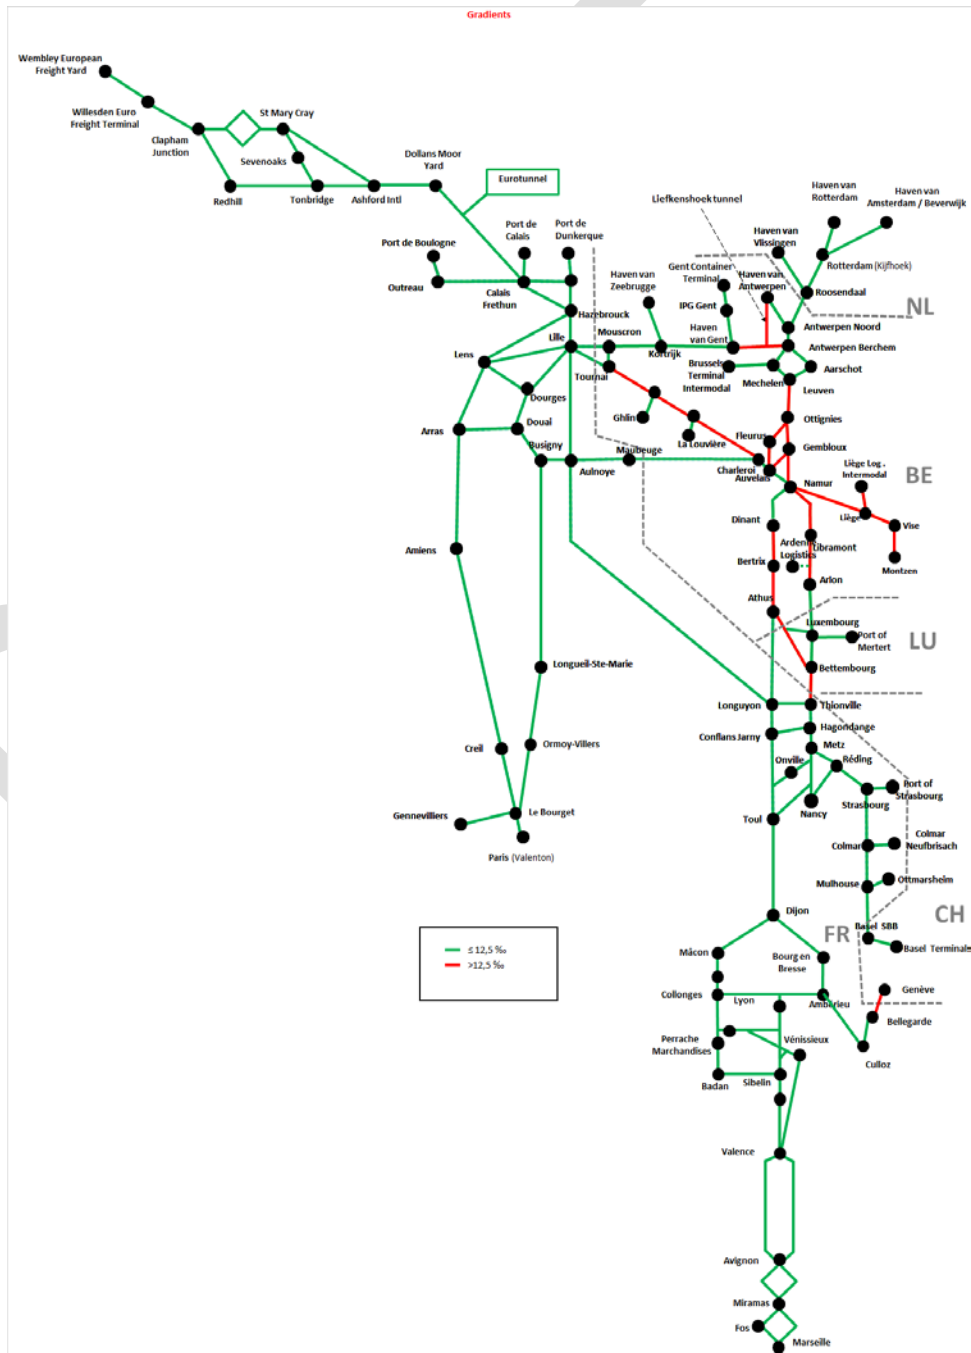 Gradients
Wembley European
Freight Yard
Willesden Euro
Freight Terminal
Clapham
Junction
St Mary Cray
Sevenoaks
Redhill
Tonbridge
Ashford Intl
Dollans Moor
Yard
Eurotunnel
Port de Boulogne
Outreau
Port de
Calais
Port de
Dunkerque
Calais
Frethun
Hazebrouck
Haven van
Zeebrugge
Liefkenshoek tunnel
Gent Container
Terminal
IPG Gent
Haven
van Gent
Haven van
Antwerpen
Haven van
Vlissingen
Haven van
Rotterdam
Haven van
Amsterdam / Beverwijk
Rotterdam (Kijfhoek)
Roosendaal
NL
Antwerpen Noord
Antwerpen Berchem
Lille
Mouscron
Kortrijk
Tournai
Brussels
Terminal
Intermodal
Mechelen
Aarschot
Leuven
Lens
Dourges
Douai
Arras
Busigny
Aulnoye
Maubeuge
Ghlin
La Louvière
Charleroi
Fleurus
Auvelais
Ottignies
Gembloux
Namur
Liège Log .
Intermodal
BE
Liège
Vise
Montzen
Dinant
Bertrix
Ardenne
Logistics
Libramont
Arlon
Athus
Amiens
Luxembourg
Port of
Mertert
LU
Bettembourg
Longueil-Ste-Marie
Longuyon
Thionville
Hagondange
Conflans Jarny
Metz
Onville
Réding
Creil
Ormoy-Villers
Le Bourget
Gennevilliers
Paris (Valenton)
Toul
Nancy
Strasbourg
Port of
Strasbourg
Colmar
Colmar
Neufbrisach
Mulhouse
Ottmarsheim
CH
FR
Basel SBB
Basel Terminals
Dijon
≤ 12,5 ‰
>12,5 ‰
Mâcon
Bourg en
Bresse
Genève
Collonges
Lyon
Ambérieu
Bellegarde
Culloz
Perrache
Marchandises
Vénissieux
Badan
Sibelin
Valence
Avignon
Miramas
Fos
Marseille